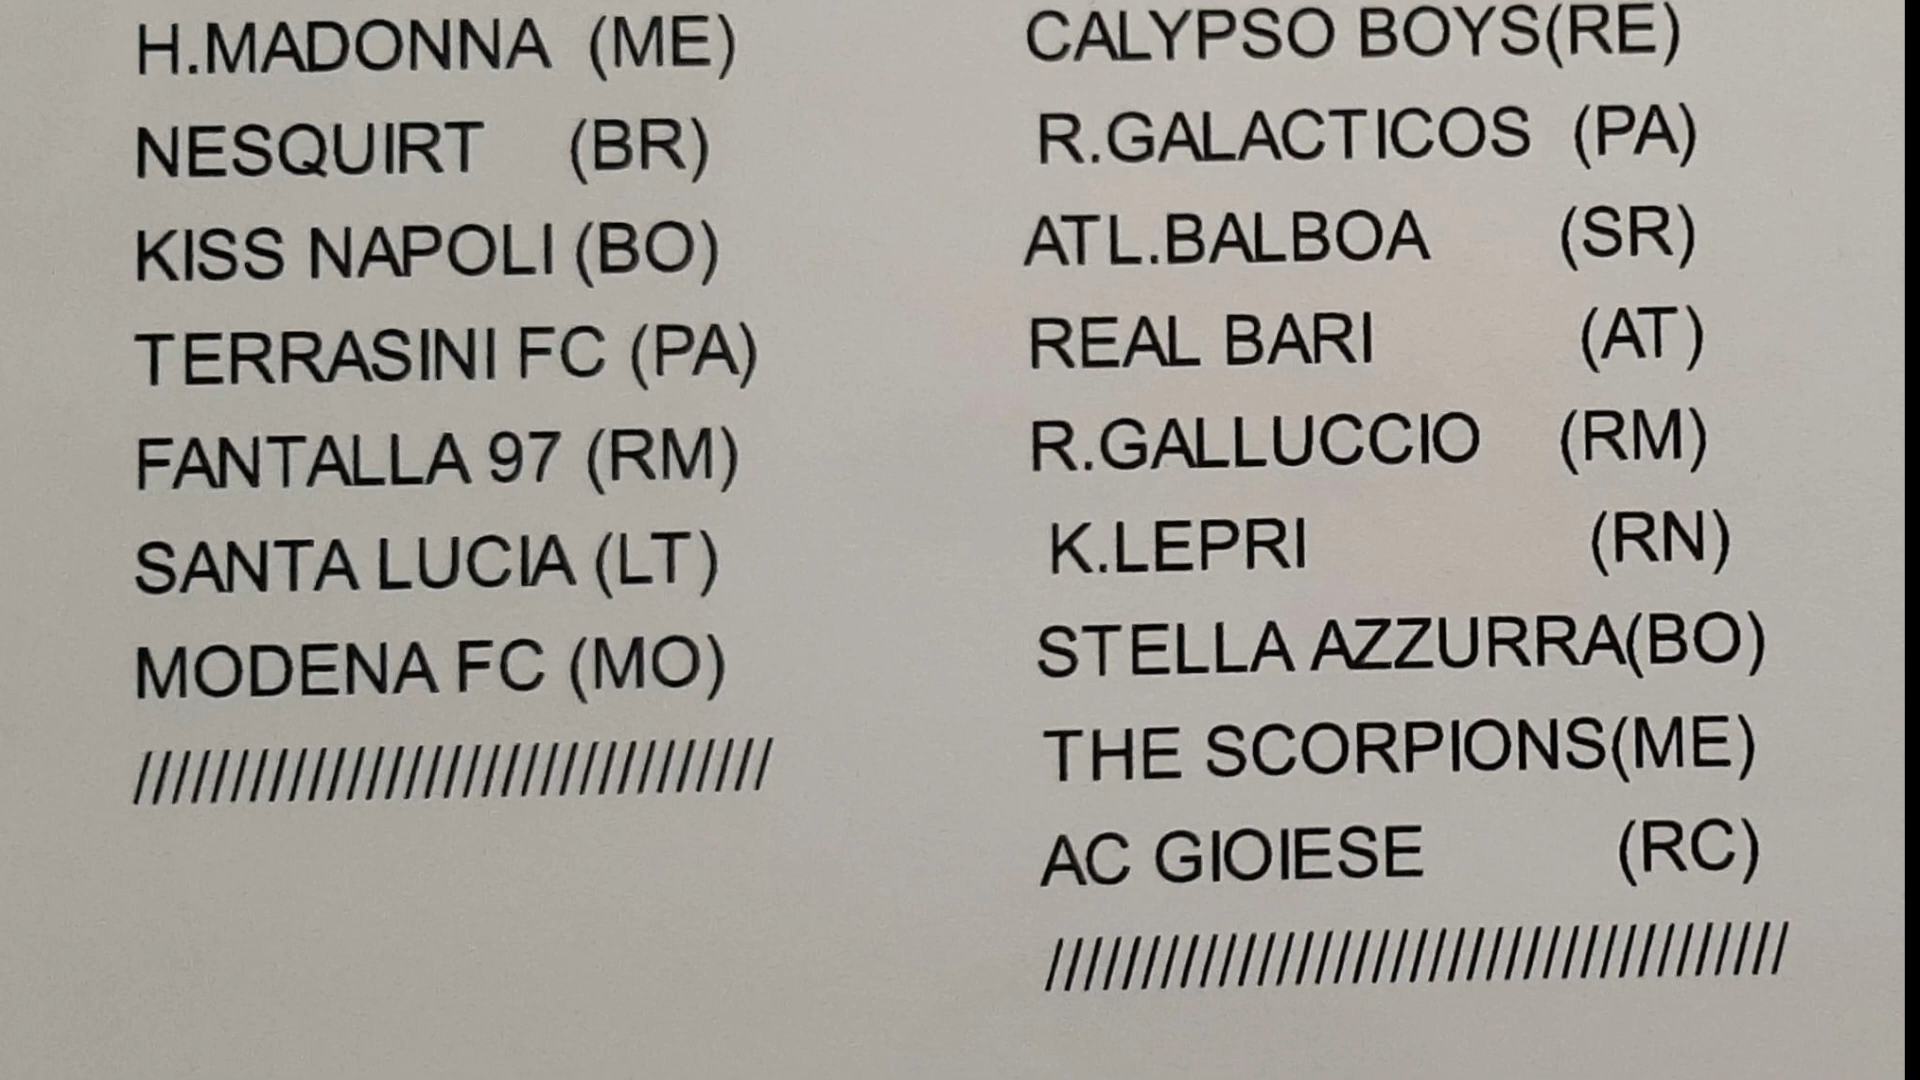 H.MADONNA (ME)
NESQUIRT (BR)
KISS NAPOLI (BO)
TERRASINI FC (PA)
FANTALLA 97 (RM)
SANTA LUCIA (LT)
MODENA FC (MO)
/////////////////////////////////
CALYPSO BOYS(RE)
R.GALACTICOS (PA)
ATL.BALBOA (SR)
REAL BARI (AT)
R.GALLUCCIO (RM)
K.LEPRI (RN)
STELLA AZZURRA(BO)
THE SCORPIONS(ME)
AC GIOIESE (RC)
///////////////////////////////////////